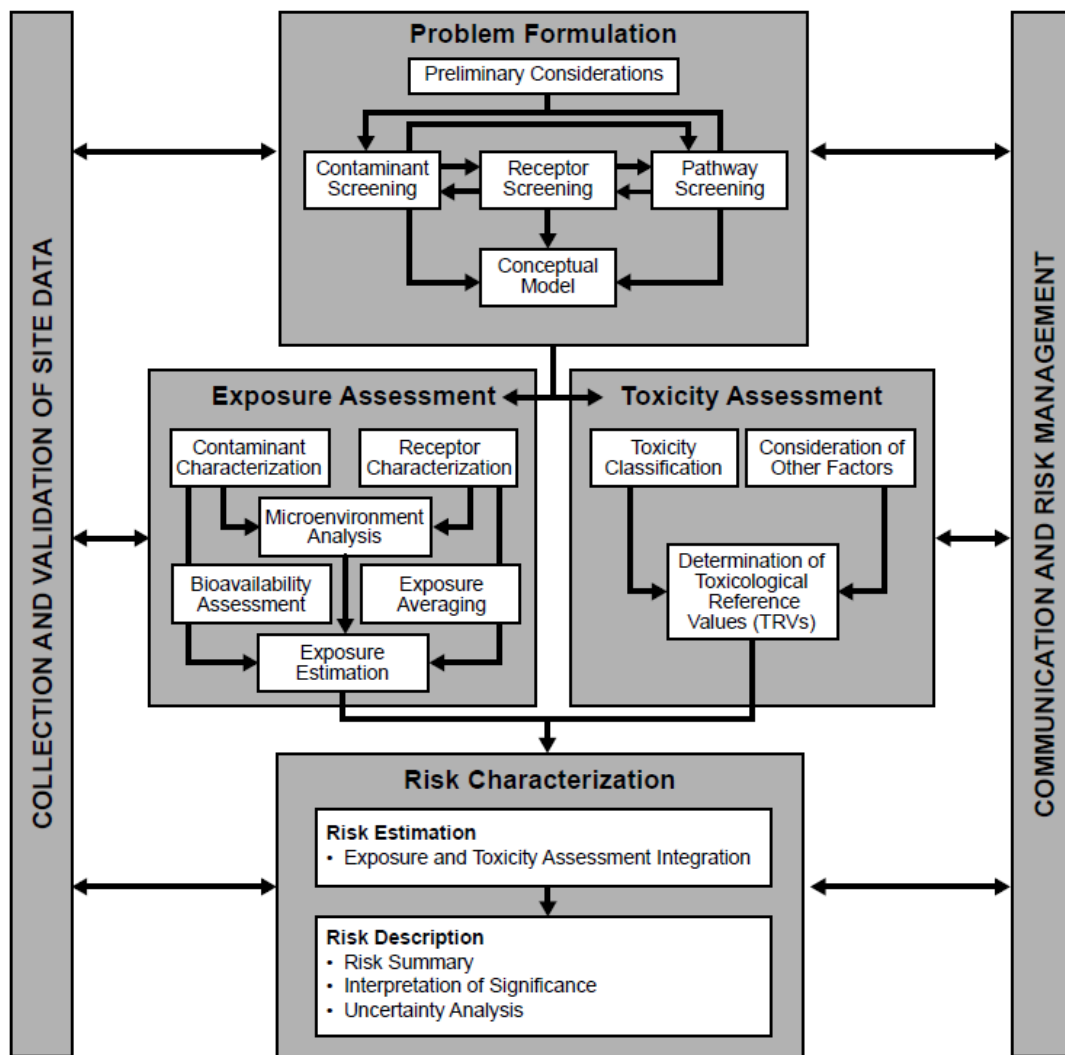 COLLECTION AND VALIDATION OF SITE DATA
Problem Formulation
Preliminary Considerations
Contaminant
Screening
Receptor
Screening
Pathway
Screening
Conceptual
Model
Exposure Assessment
Contaminant
Characterization
Receptor
Characterization
Microenvironment
Analysis
Bioavailability
Assessment
Exposure
Averaging
Exposure
Estimation
Toxicity Assessment
Toxicity
Classification
Consideration of
Other Factors
Determination of
Toxicological
Reference
Values (TRVs)
Risk Characterization
Risk Estimation
• Exposure and Toxicity Assessment Integration
Risk Description
• Risk Summary
• Interpretation of Significance
• Uncertainty Analysis
COMMUNICATION AND RISK MANAGEMENT